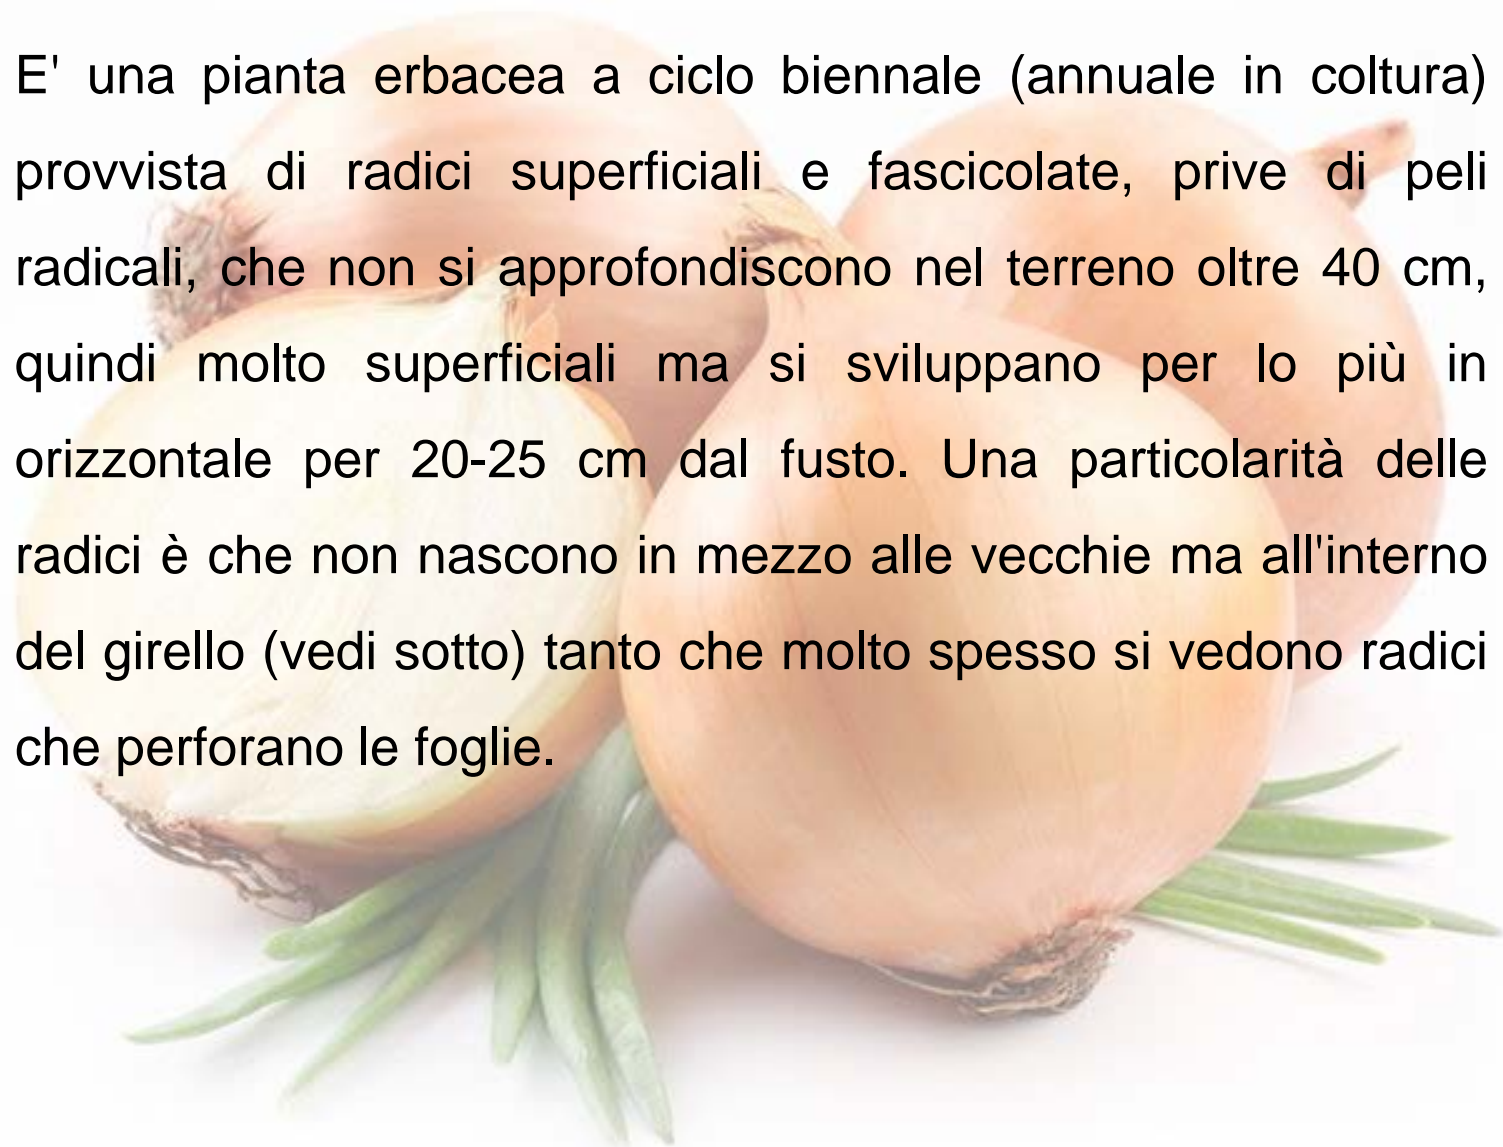 E' una pianta erbacea a ciclo biennale (annuale in coltura)
provvista di radici superficiali e fascicolate, prive di peli
radicali, che non si approfondiscono nel terreno oltre 40 cm,
quindi molto superficiali ma si sviluppano per lo più in
orizzontale per 20-25 cm dal fusto. Una particolarità delle
radici è che non nascono in mezzo alle vecchie ma all'interno
del girello (vedi sotto) tanto che molto spesso si vedono radici
che perforano le foglie.